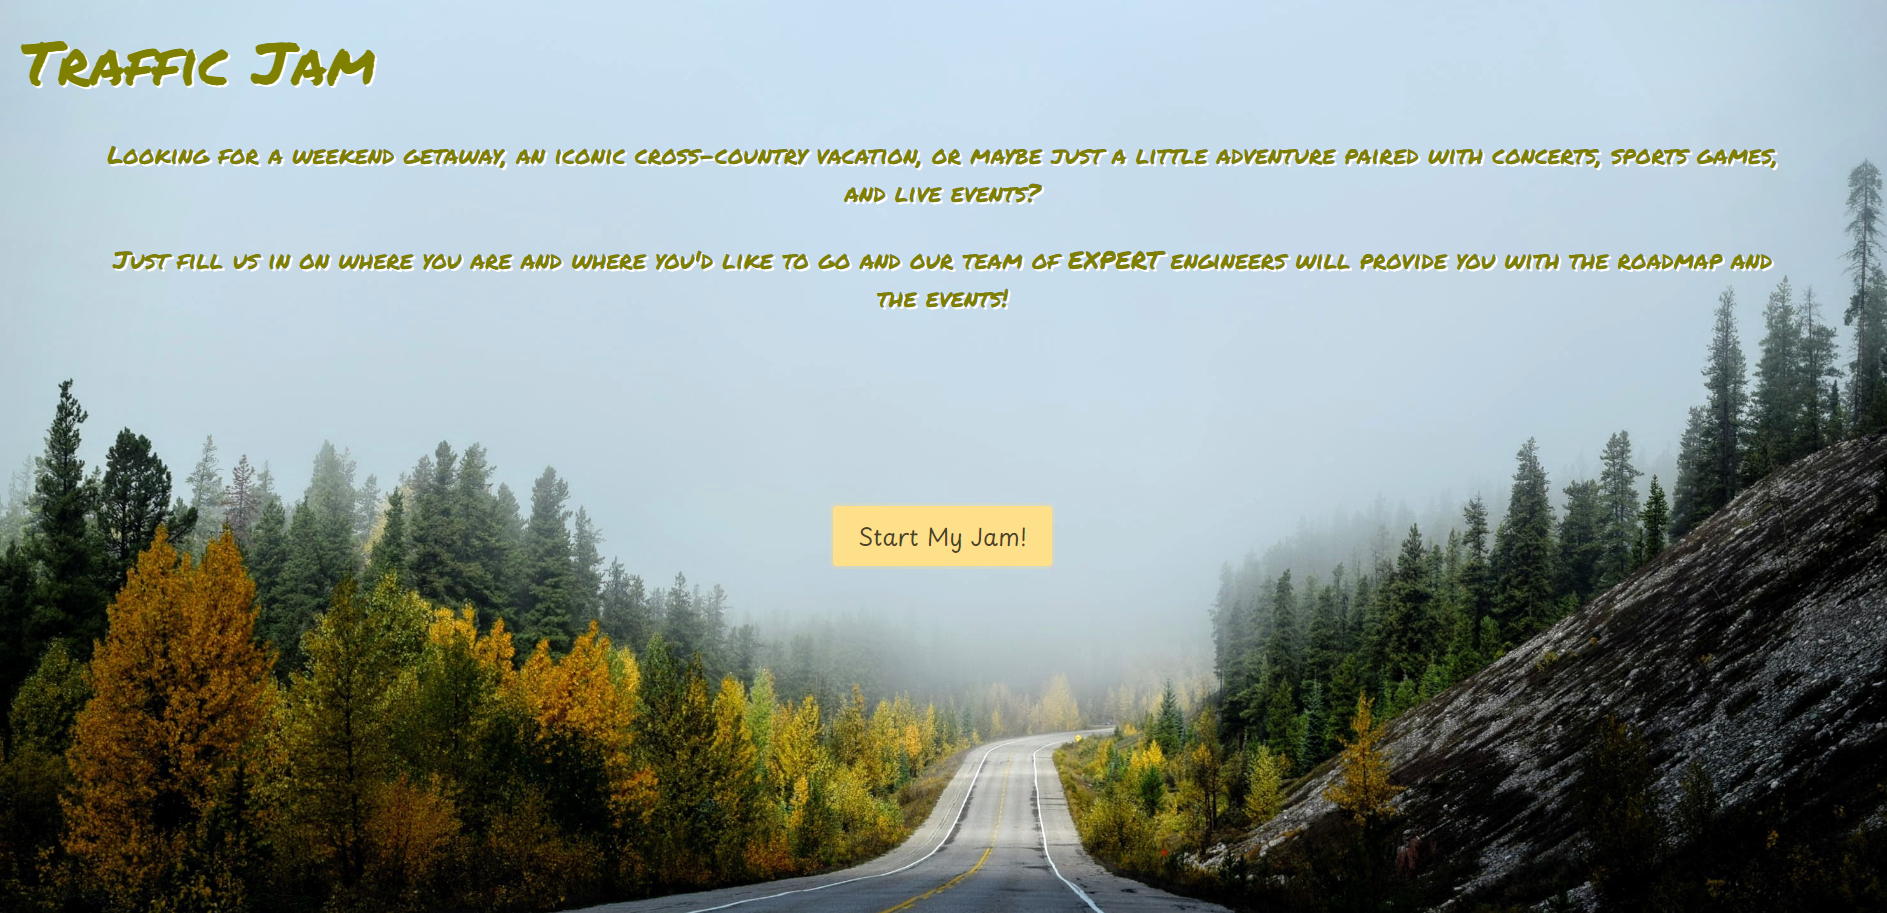 Traffic Jam
Looking for a weekend getaway, an iconic cross-country vacation, or maybe just a little adventure paired with concerts, sports games,
and live events?
Just fill us in on where you are and where you'd like to go and our team of EXPERT engineers will provide you with the roadmap and
the events!
Start My Jam!